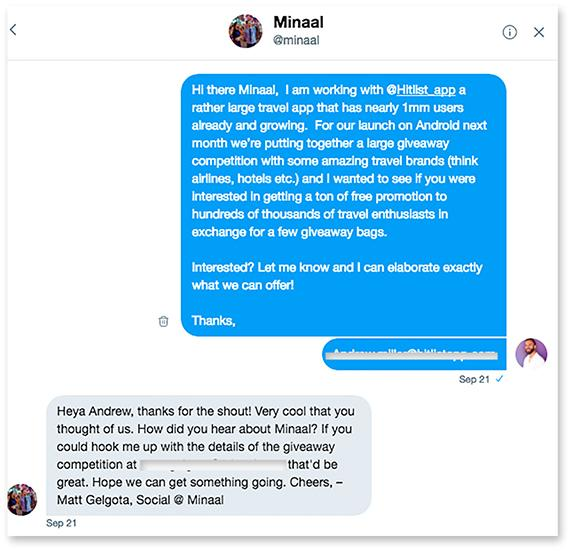 Minaal
@minaal
Hi there Minaal, I am working with @Hitlist_app a
rather large travel app that has nearly 1mm users
already and growing. For our launch on Android next
month we're putting together a large giveaway
competition with some amazing travel brands (think
airlines, hotels etc.) and I wanted to see if you were
interested in getting a ton of free promotion to
hundreds of thousands of travel enthusiasts in
exchange for a few giveaway bags.
Interested? Let me know and I can elaborate exactly
what we can offer!
Thanks,
Sep 21
Heya Andrew, thanks for the shout! Very cool that you
thought of us. How did you hear about Minaal? If you
could hook me up with the details of the giveaway
competition at that'd be
great. Hope we can get something going. Cheers, –
Matt Gelgota, Social @ Minaal
Sep 21